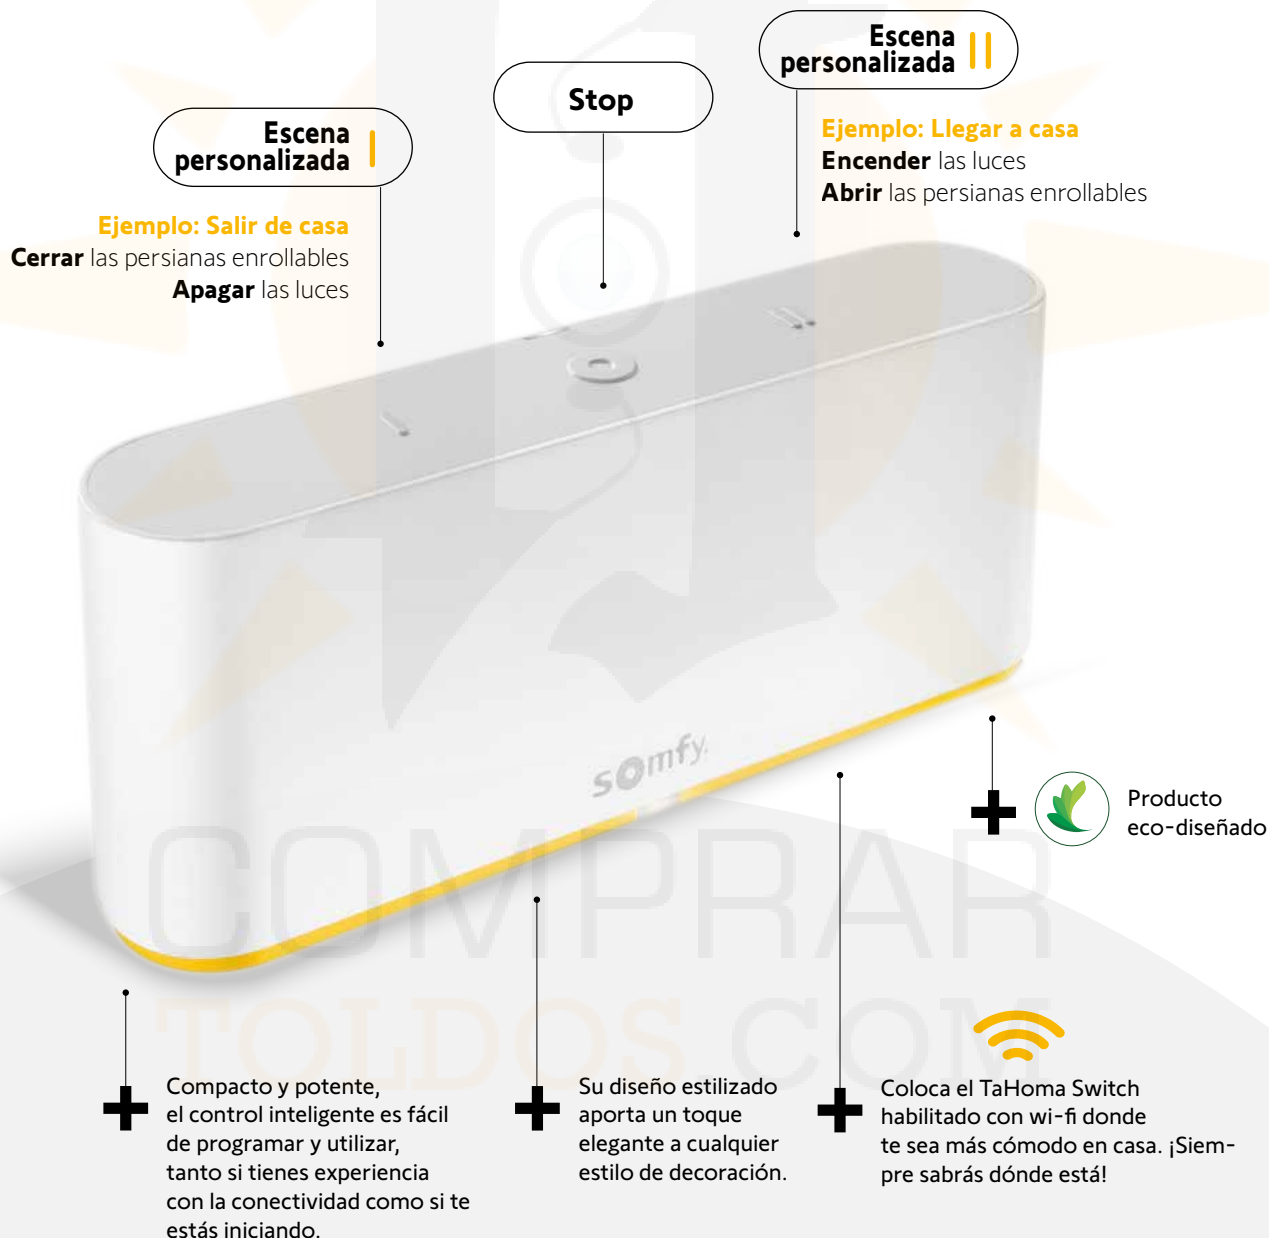 Escena
personalizada II
Stop
Escena
personalizada I
Ejemplo: Llegar a casa
Encender las luces
Abrir las persianas enrollables
Ejemplo: Salir de casa
Cerrar las persianas enrollables
Apagar las luces
somfy.
Producto
eco-diseñado
COMPRAR
TOLDOS.COM
Compacto y potente,
el control inteligente es fácil
de programar y utilizar,
tanto si tienes experiencia
con la conectividad como si te
estás iniciando.
Su diseño estilizado
aporta un toque
elegante a cualquier
estilo de decoración.
Coloca el TaHoma Switch
habilitado con wi-fi donde
te sea más cómodo en casa. ¡Siem-
pre sabrás dónde está!